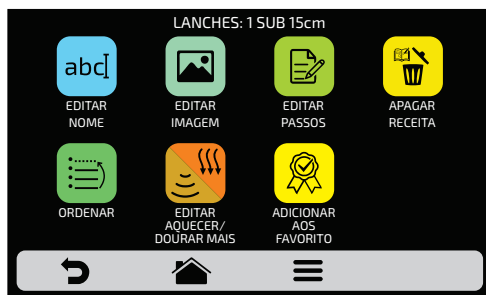 LANCHES: 1 SUB 15cm
abc
EDITAR
NOME
EDITAR
IMAGEM
EDITAR
PASSOS
APAGAR
RECEITA
ORDENAR
EDITAR
AQUECER/
DOURAR MAIS
ADICIONAR
AOS
FAVORITO